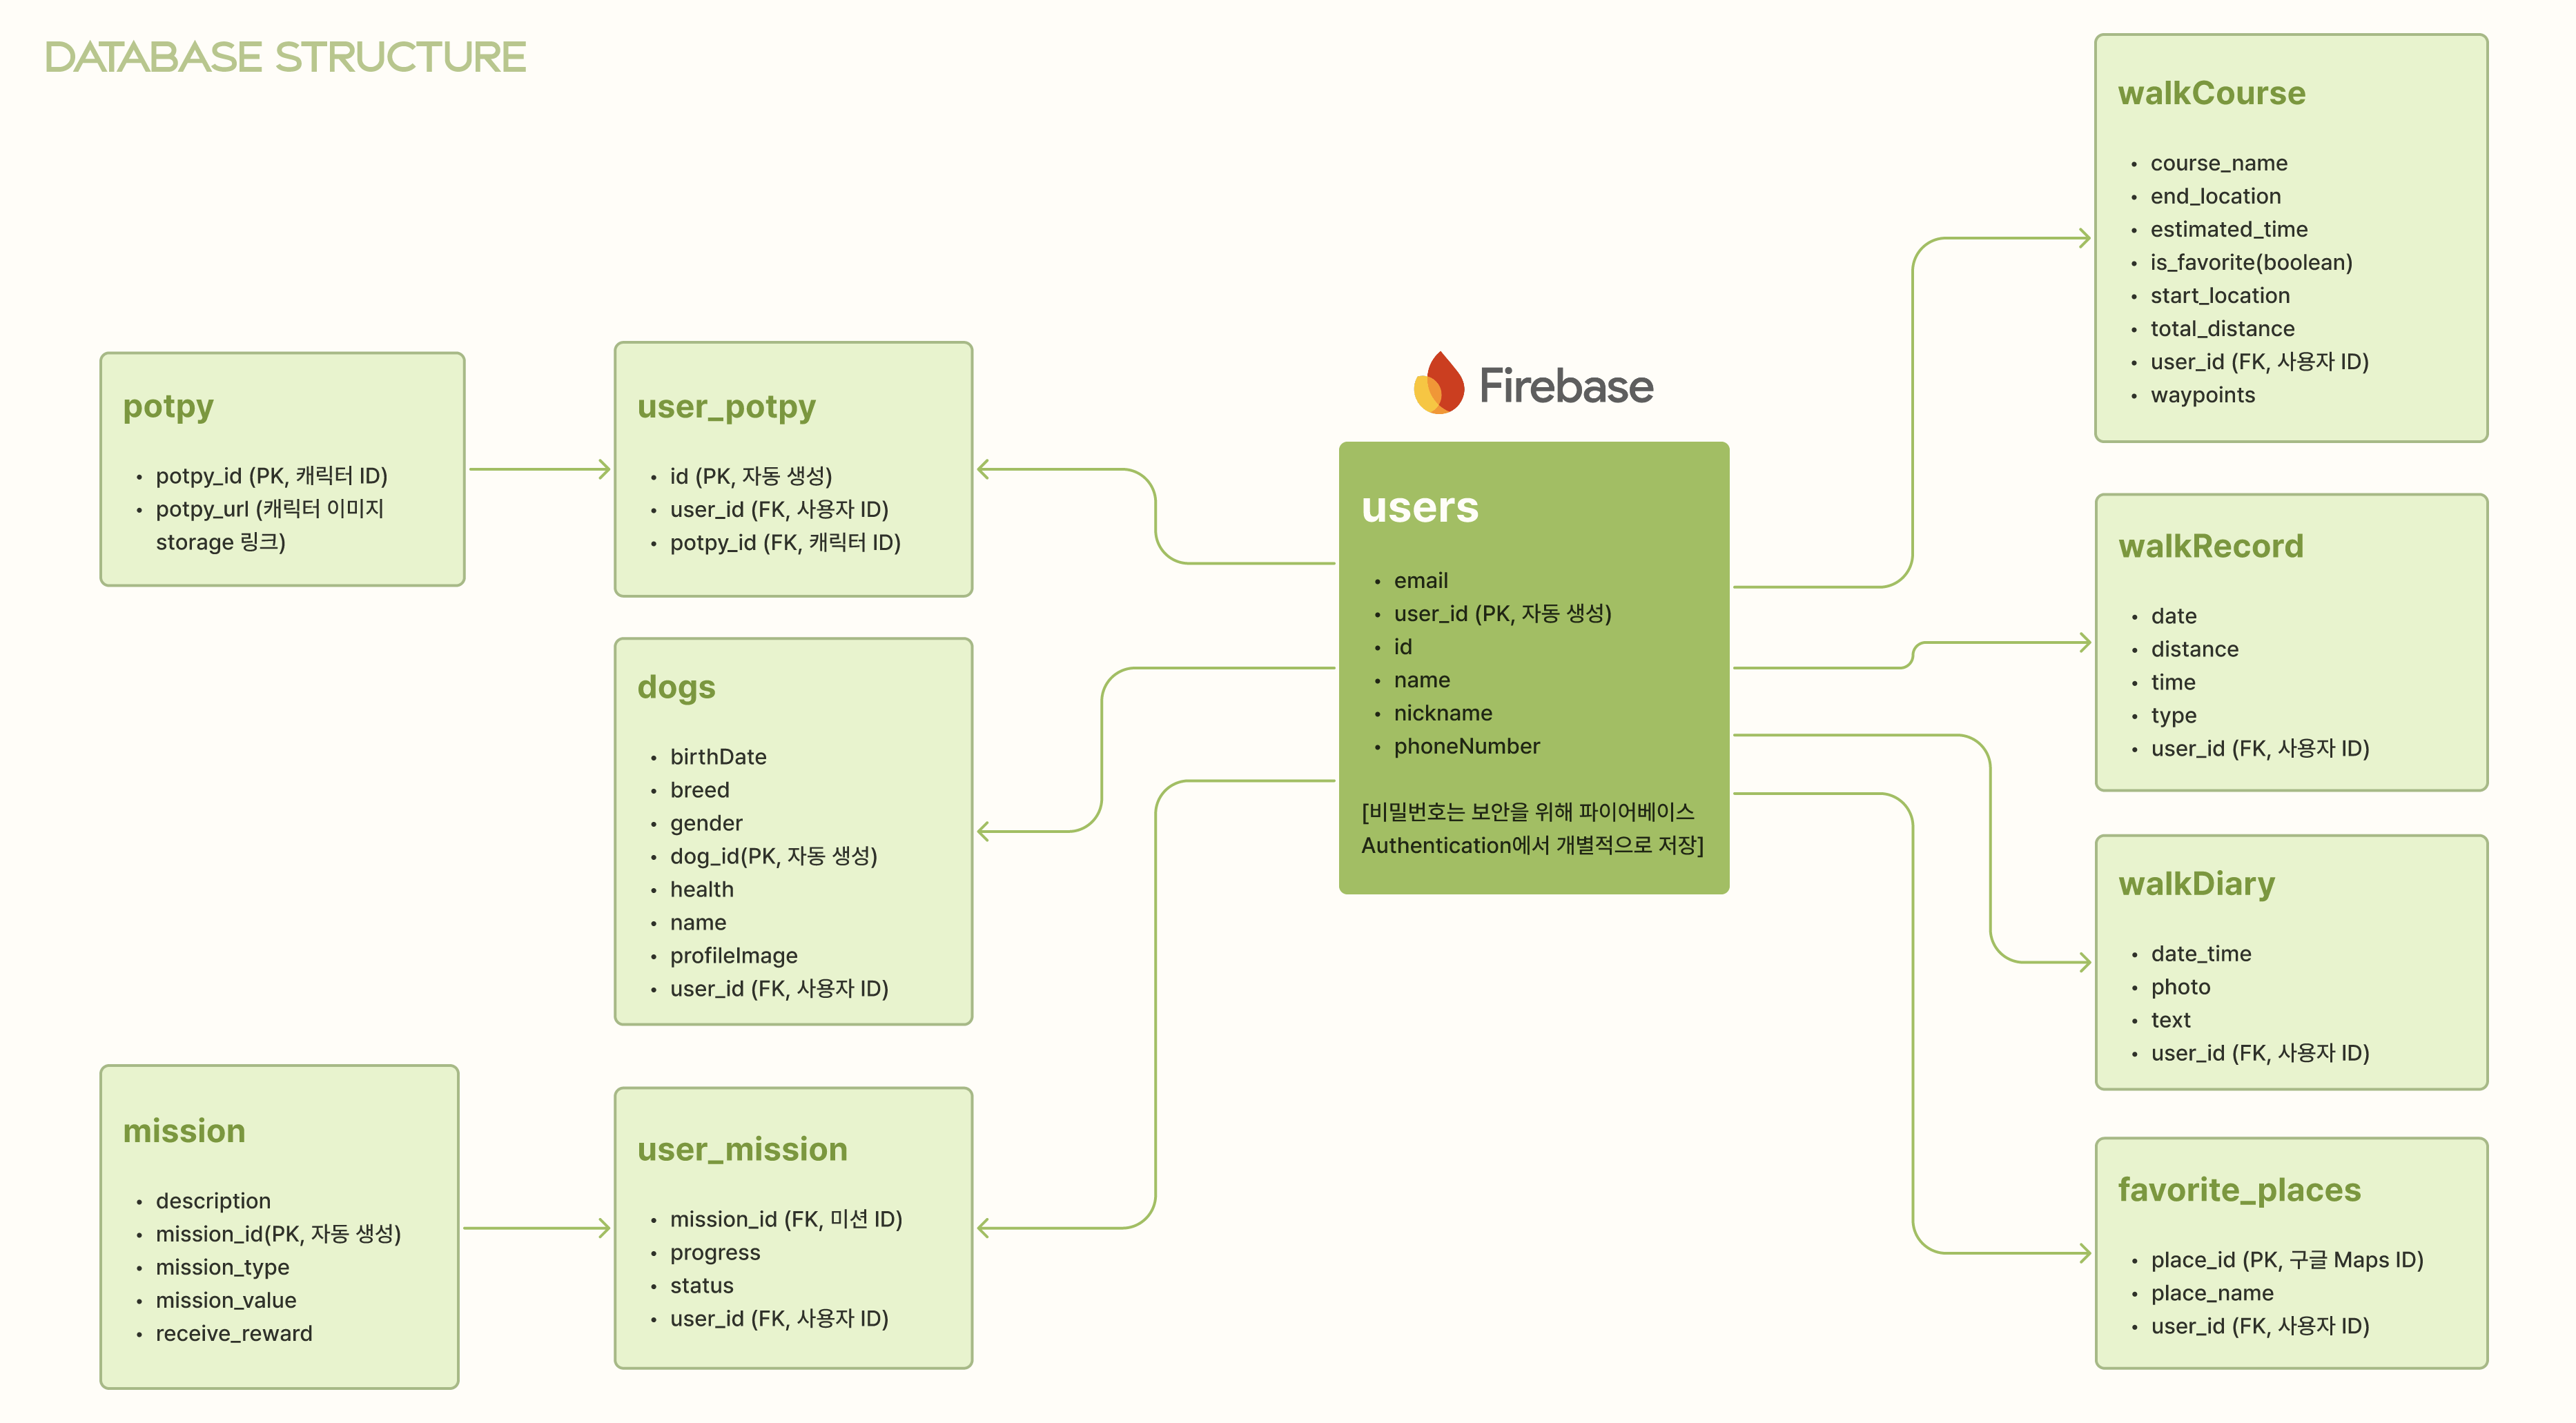 DATABASE STRUCTURE
potpy
• potpy_id (PK, 캐릭터 ID)
• potpy_url (캐릭터 이미지
storage 링크)
user_potpy
• id (PK, 자동 생성)
• user_id (FK, 사용자 ID)
• potpy_id (FK, 캐릭터 ID)
dogs
• birthDate
• breed
• gender
• dog_id(PK, 자동 생성)
• health
• name
• profileImage
• user_id (FK, 사용자 ID)
mission
• description
• mission_id(PK, 자동 생성)
• mission_type
• mission_value
• receive_reward
user_mission
• mission_id (FK, 미션 ID)
• progress
• status
• user_id (FK, 사용자 ID)
Firebase
users
• email
• user_id (PK, 자동 생성)
• id
• name
• nickname
• phoneNumber
[비밀번호는 보안을 위해 파이어베이스
Authentication에서 개별적으로 저장]
walkCourse
• course_name
• end_location
• estimated_time
• is_favorite(boolean)
• start_location
• total_distance
• user_id (FK, 사용자 ID)
• waypoints
walkRecord
• date
• distance
• time
• type
• user_id (FK, 사용자 ID)
walkDiary
• date_time
• photo
• text
• user_id (FK, 사용자 ID)
favorite_places
• place_id (PK, 구글 Maps ID)
• place_name
• user_id (FK, 사용자 ID)